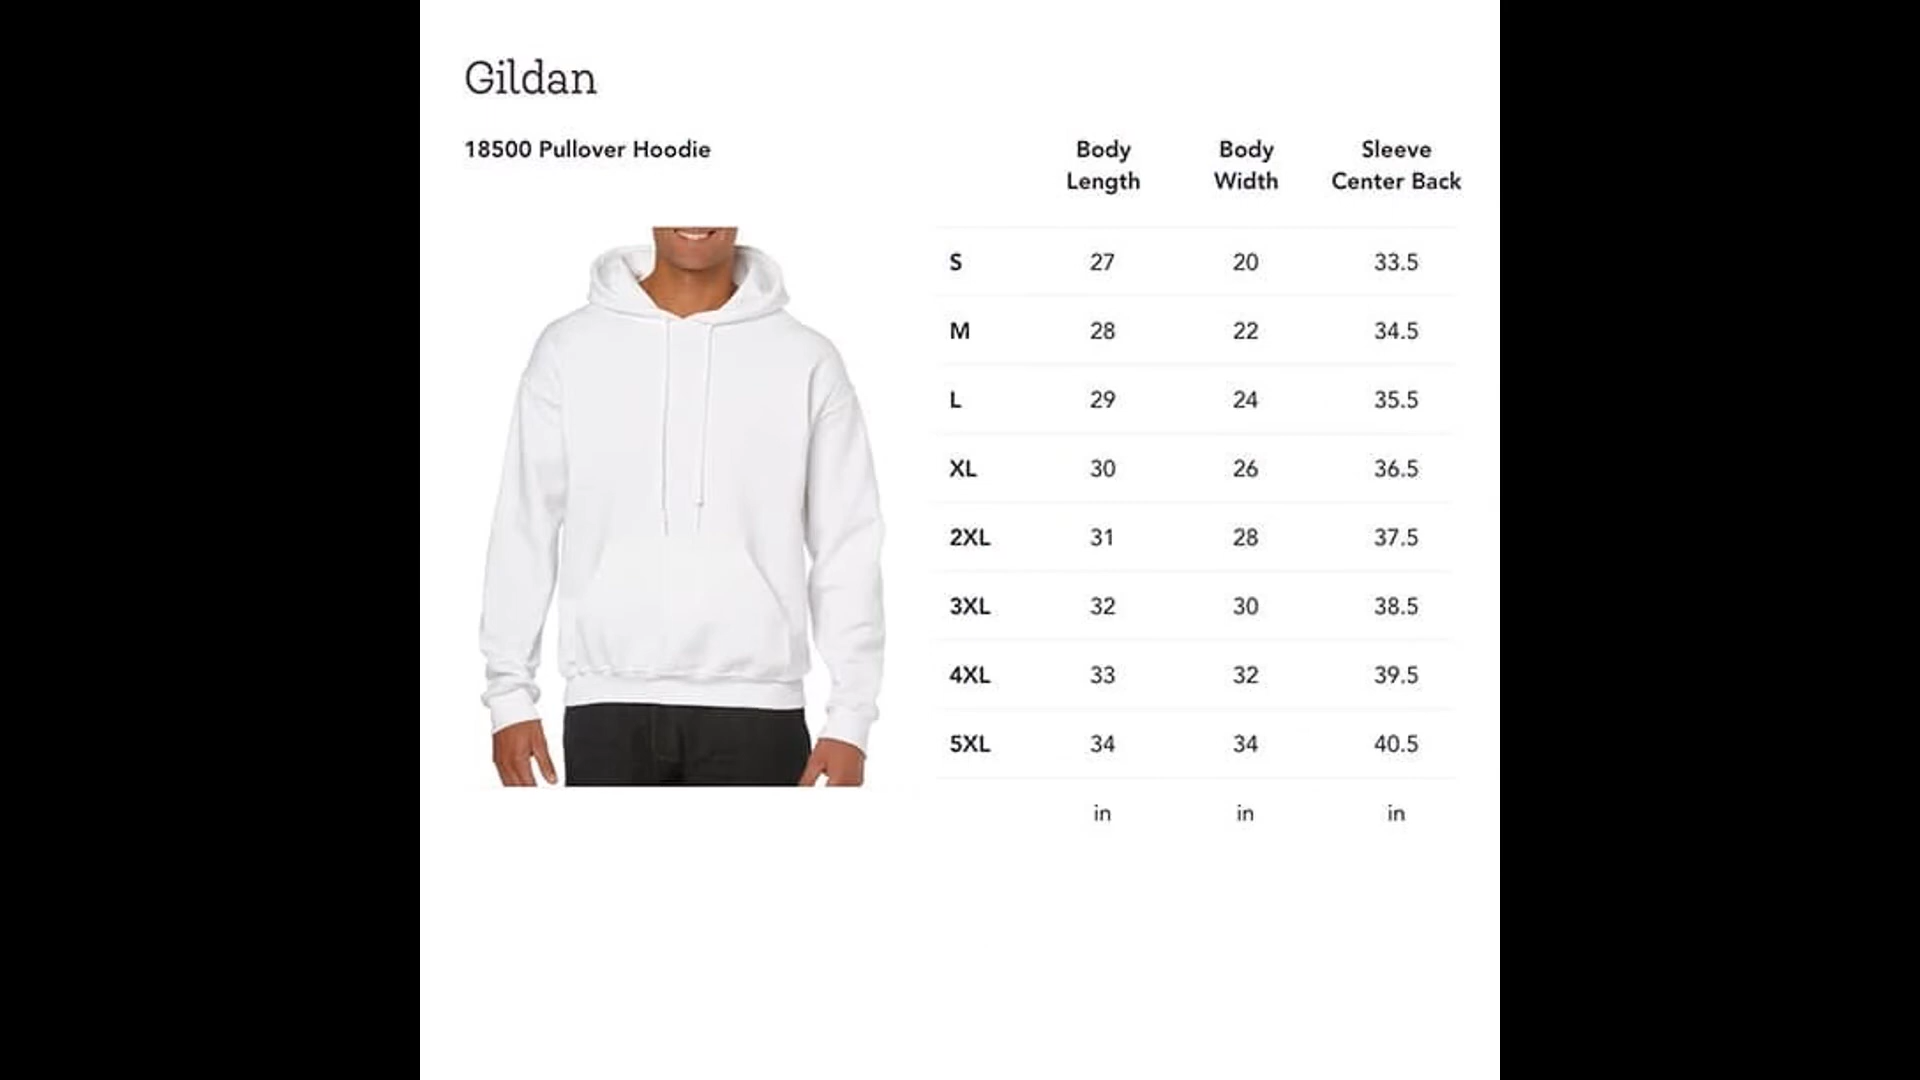 Gildan
18500 Pullover Hoodie
Body Length	Body Width	Sleeve Center Back
S	27	20	33.5
M	28	22	34.5
L	29	24	35.5
XL	30	26	36.5
2XL	31	28	37.5
3XL	32	30	38.5
4XL	33	32	39.5
5XL	34	34	40.5
in	in	in